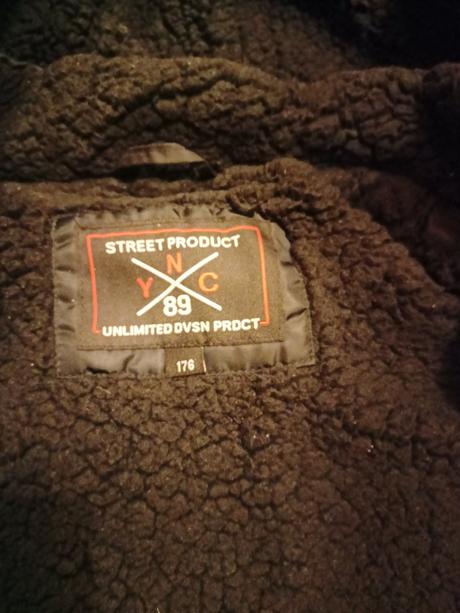 STREET PRODUCT
N
Y C
89
UNLIMITED DVSN PRDCT
176